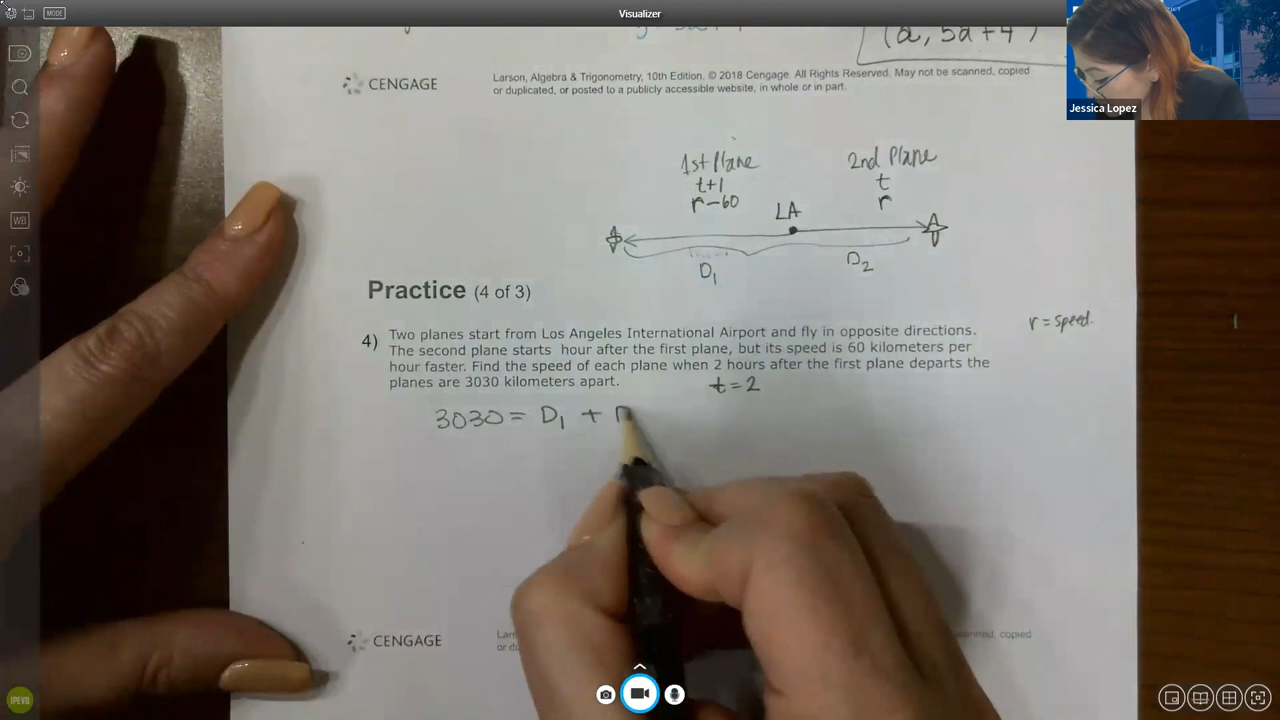 MODE
Visualizer
(a, 5a+4)
CENGAGE
Larson, Algebra & Trigonometry, 10th Edition. © 2018 Cengage. All Rights Reserved. May not be scanned, copied
or duplicated, or posted to a publicly accessible website, in whole or in part.
Jessica Lopez
1st Plane
t+1
r-60
2nd Plane
t
r
LA
D1
D2
Practice (4 of 3)
r = speed.
4) Two planes start from Los Angeles International Airport and fly in opposite directions.
The second plane starts hour after the first plane, but its speed is 60 kilometers per
hour faster. Find the speed of each plane when 2 hours after the first plane departs the
planes are 3030 kilometers apart.
t = 2
3030 = D1 + D
WB
CENGAGE
scanned, copied
IPEVO